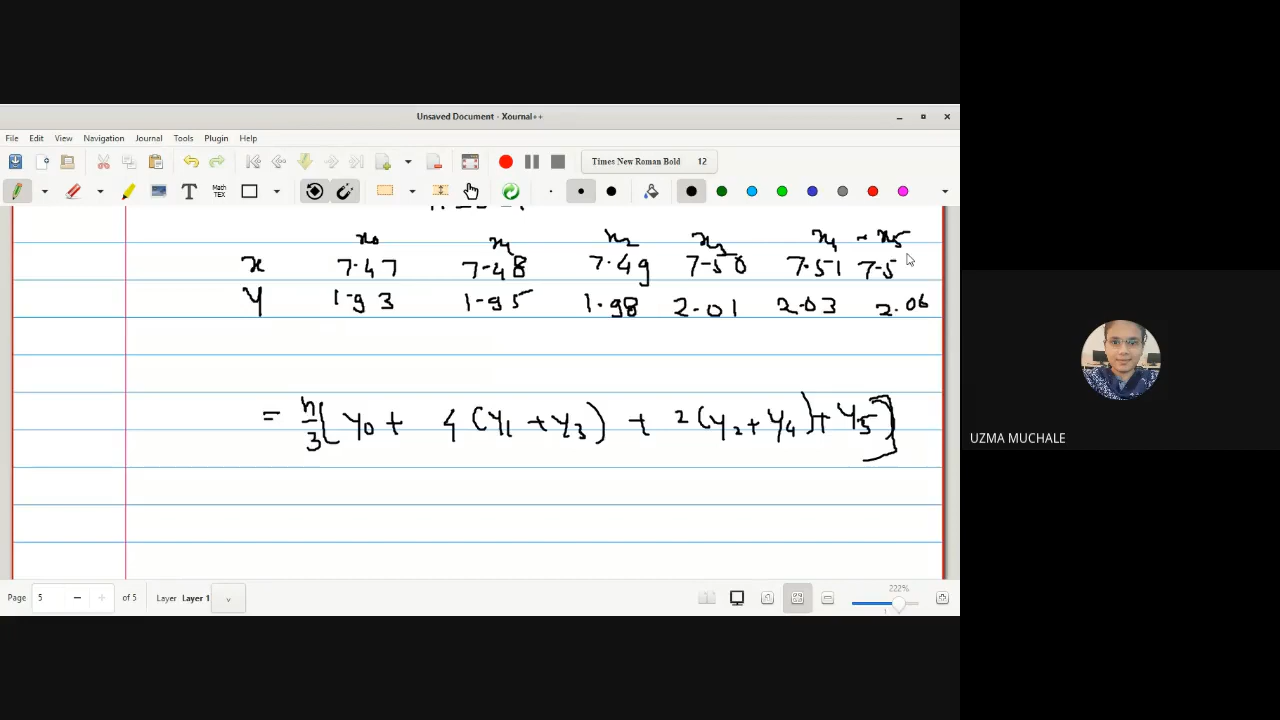 Unsaved Document - Xournal++
File Edit View Navigation Journal Tools Plugin Help
Times New Roman Bold 12
Math TEX
x0 x1 x2 x3 x4 - x5
x 7.47 7.48 7.49 7.50 7.51 7.5
y 1.93 1.95 1.98 2.01 2.03 2.06
= h/3 [ y0 + 4 (y1 + y3) + 2 (y2 + y4) + y5 ]
UZMA MUCHALE
Page 5 of 5 Layer Layer 1 222%